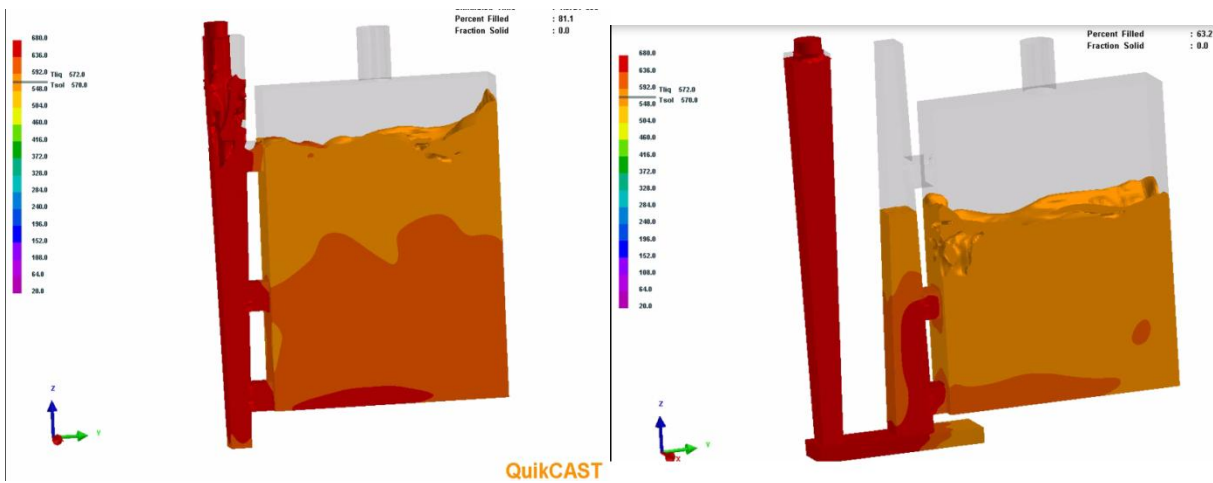 Percent Filled : 81.1
Fraction Solid : 0.0
680.0
636.0
592.0 Tliq 572.0
548.0 Tsol 570.0
504.0
460.0
416.0
372.0
328.0
284.0
240.0
196.0
152.0
108.0
64.0
20.0
Z
Y
QuikCAST
Percent Filled : 63.2
Fraction Solid : 0.0
680.0
636.0
592.0 Tliq 572.0
548.0 Tsol 570.0
504.0
460.0
416.0
372.0
328.0
284.0
240.0
196.0
152.0
108.0
64.0
20.0
Z
Y
X